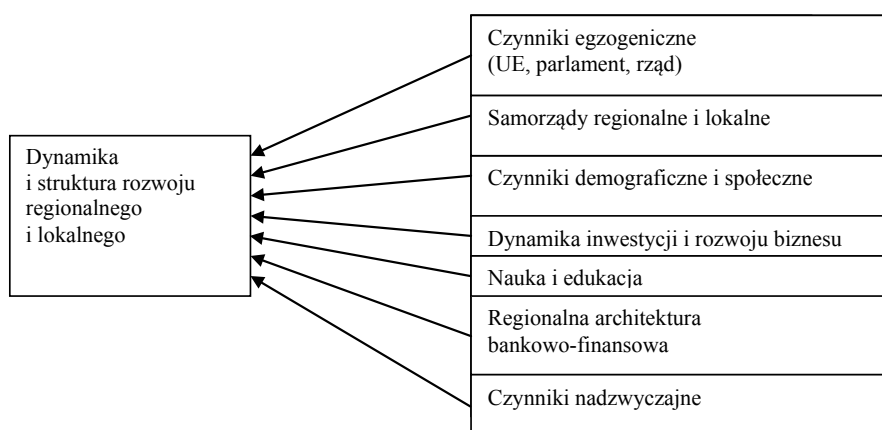 Dynamika
i struktura rozwoju
regionalnego
i lokalnego
Czynniki egzogeniczne
(UE, parlament, rząd)
Samorządy regionalne i lokalne
Czynniki demograficzne i społeczne
Dynamika inwestycji i rozwoju biznesu
Nauka i edukacja
Regionalna architektura
bankowo-finansowa
Czynniki nadzwyczajne